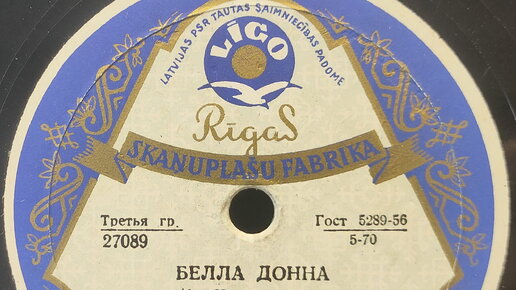 LATVIJAS PSR TAUTAS SAIMNIECĪBAS PADOME
LĪGO
Rīgas
SKAŅUPLAŠU FABRIKA
Третья гр.
27089
Гост 5289-56
5-70
БЕЛЛА ДОННА